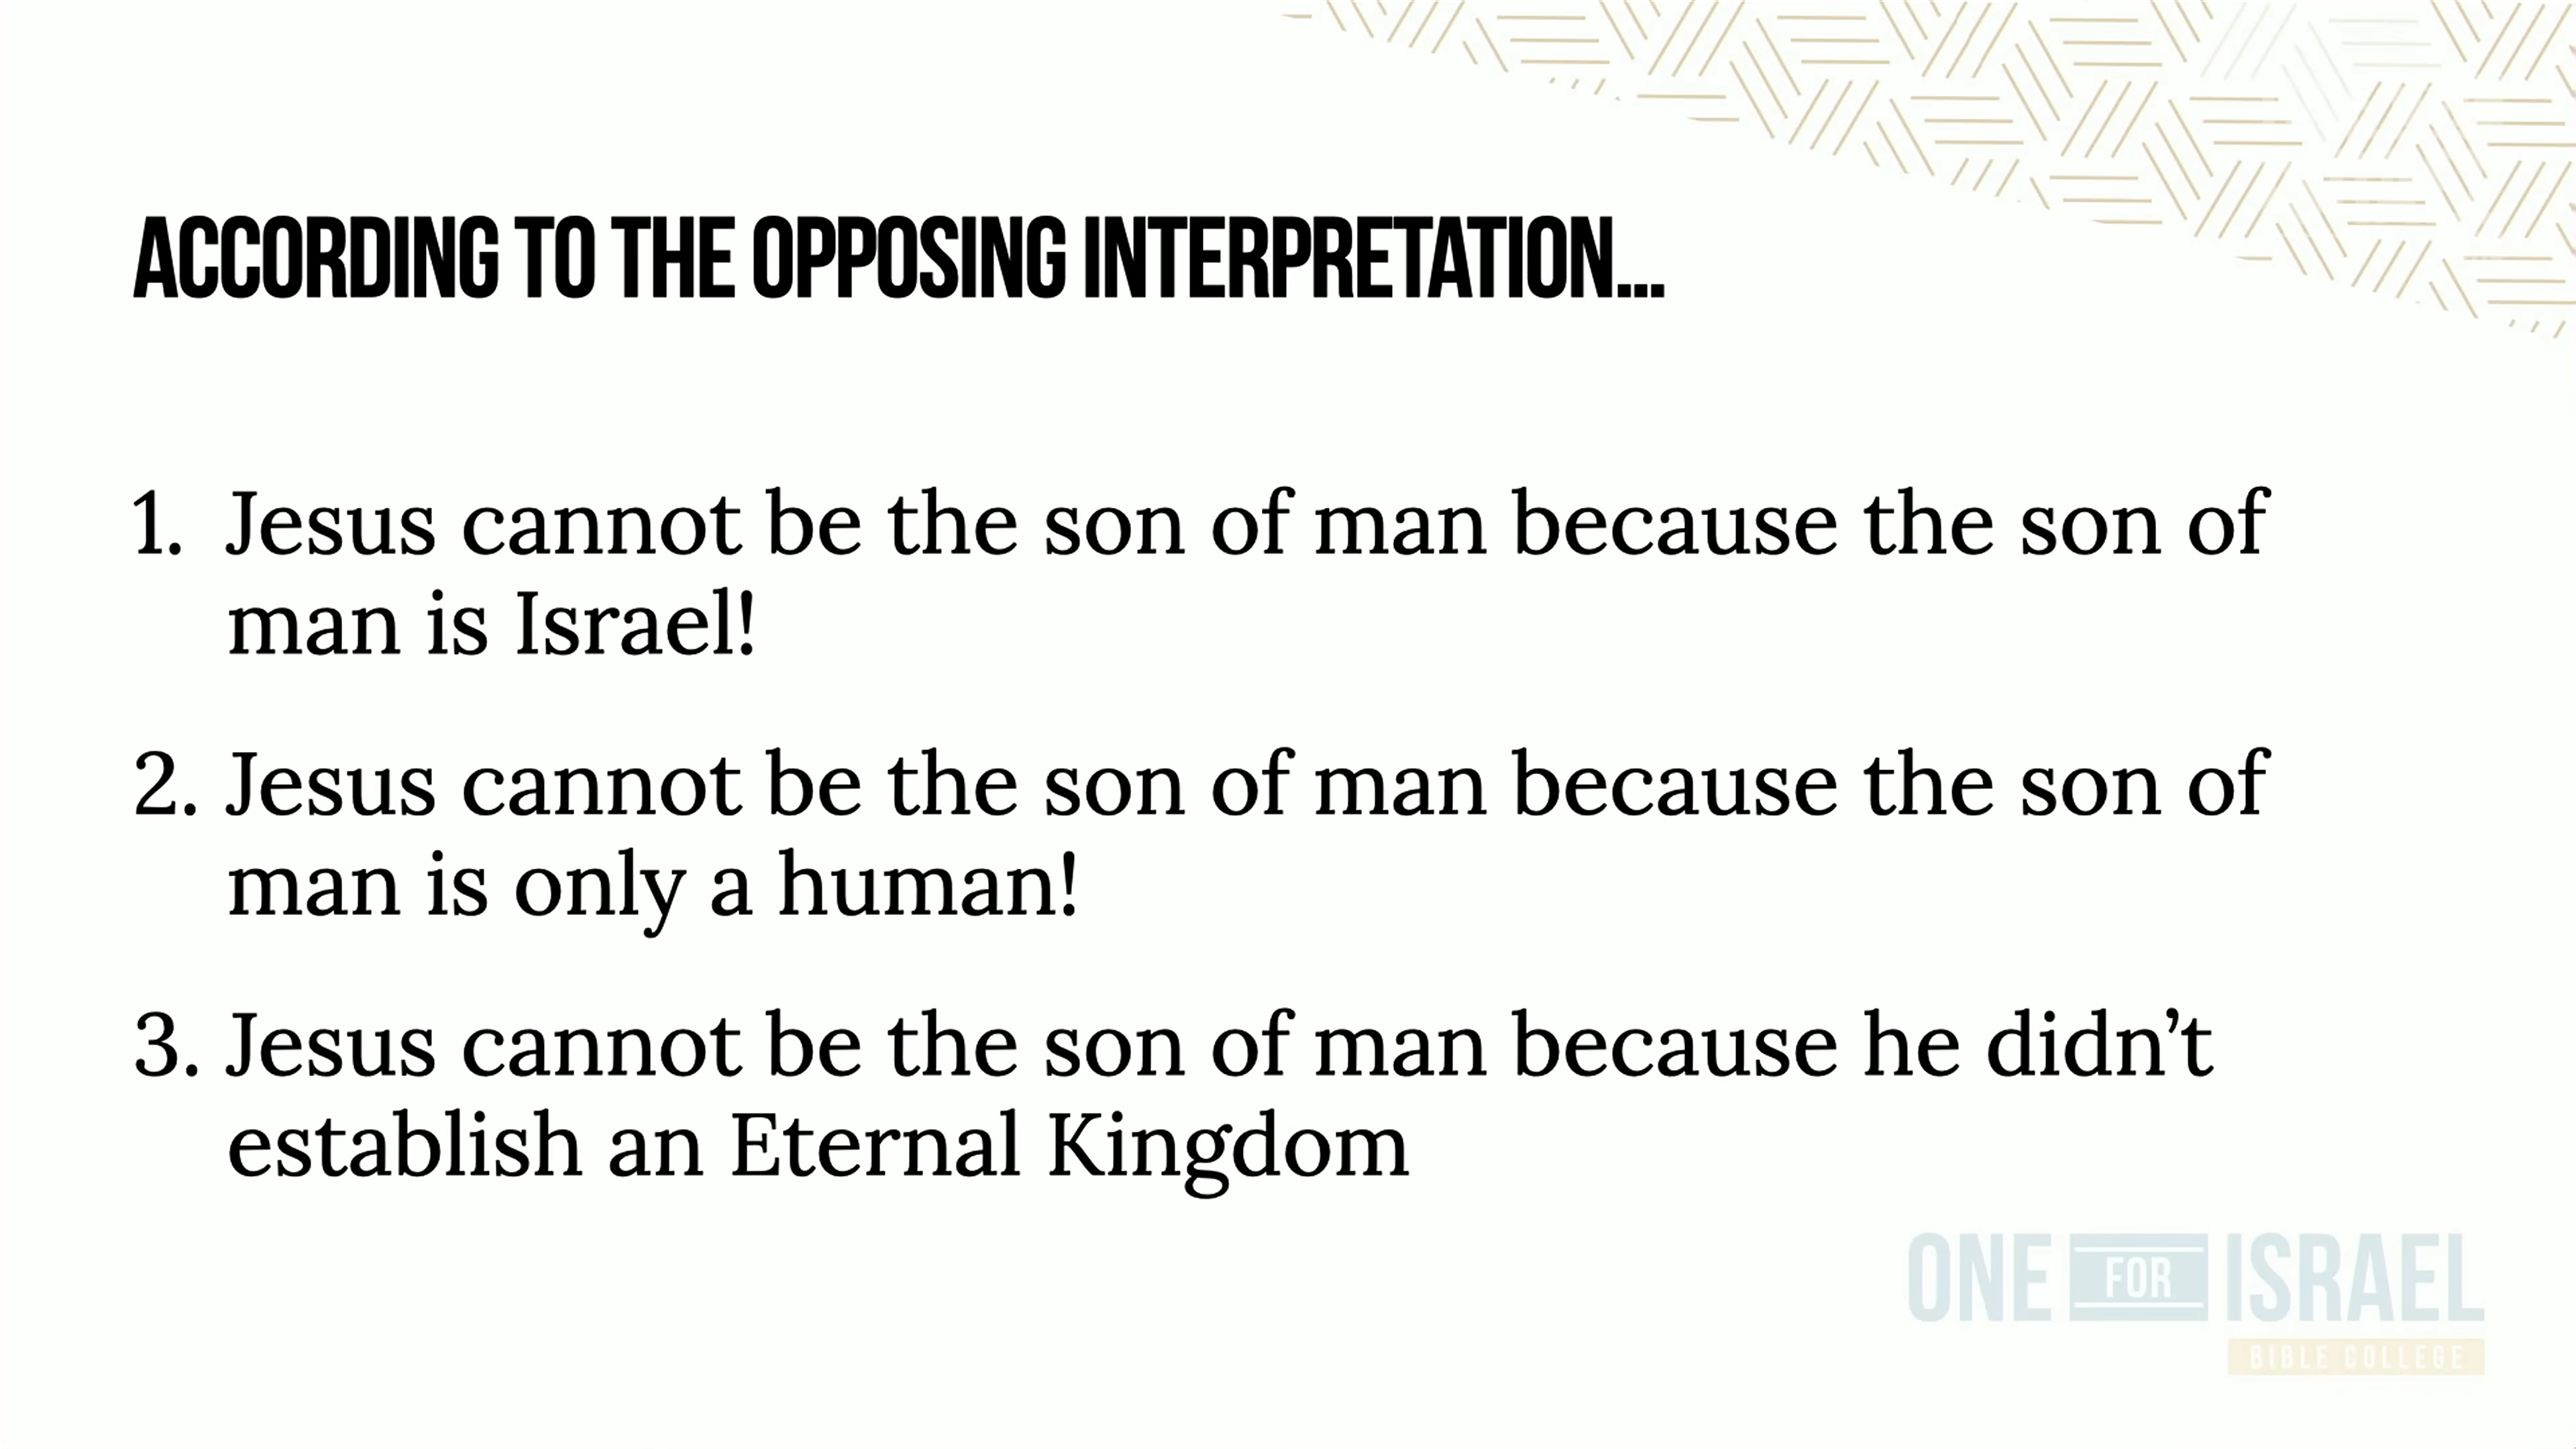 ACCORDING TO THE OPPOSING INTERPRETATION...
1. Jesus cannot be the son of man because the son of
man is Israel!
2. Jesus cannot be the son of man because the son of
man is only a human!
3. Jesus cannot be the son of man because he didn’t
establish an Eternal Kingdom
ONE FOR ISRAEL
BIBLE COLLEGE